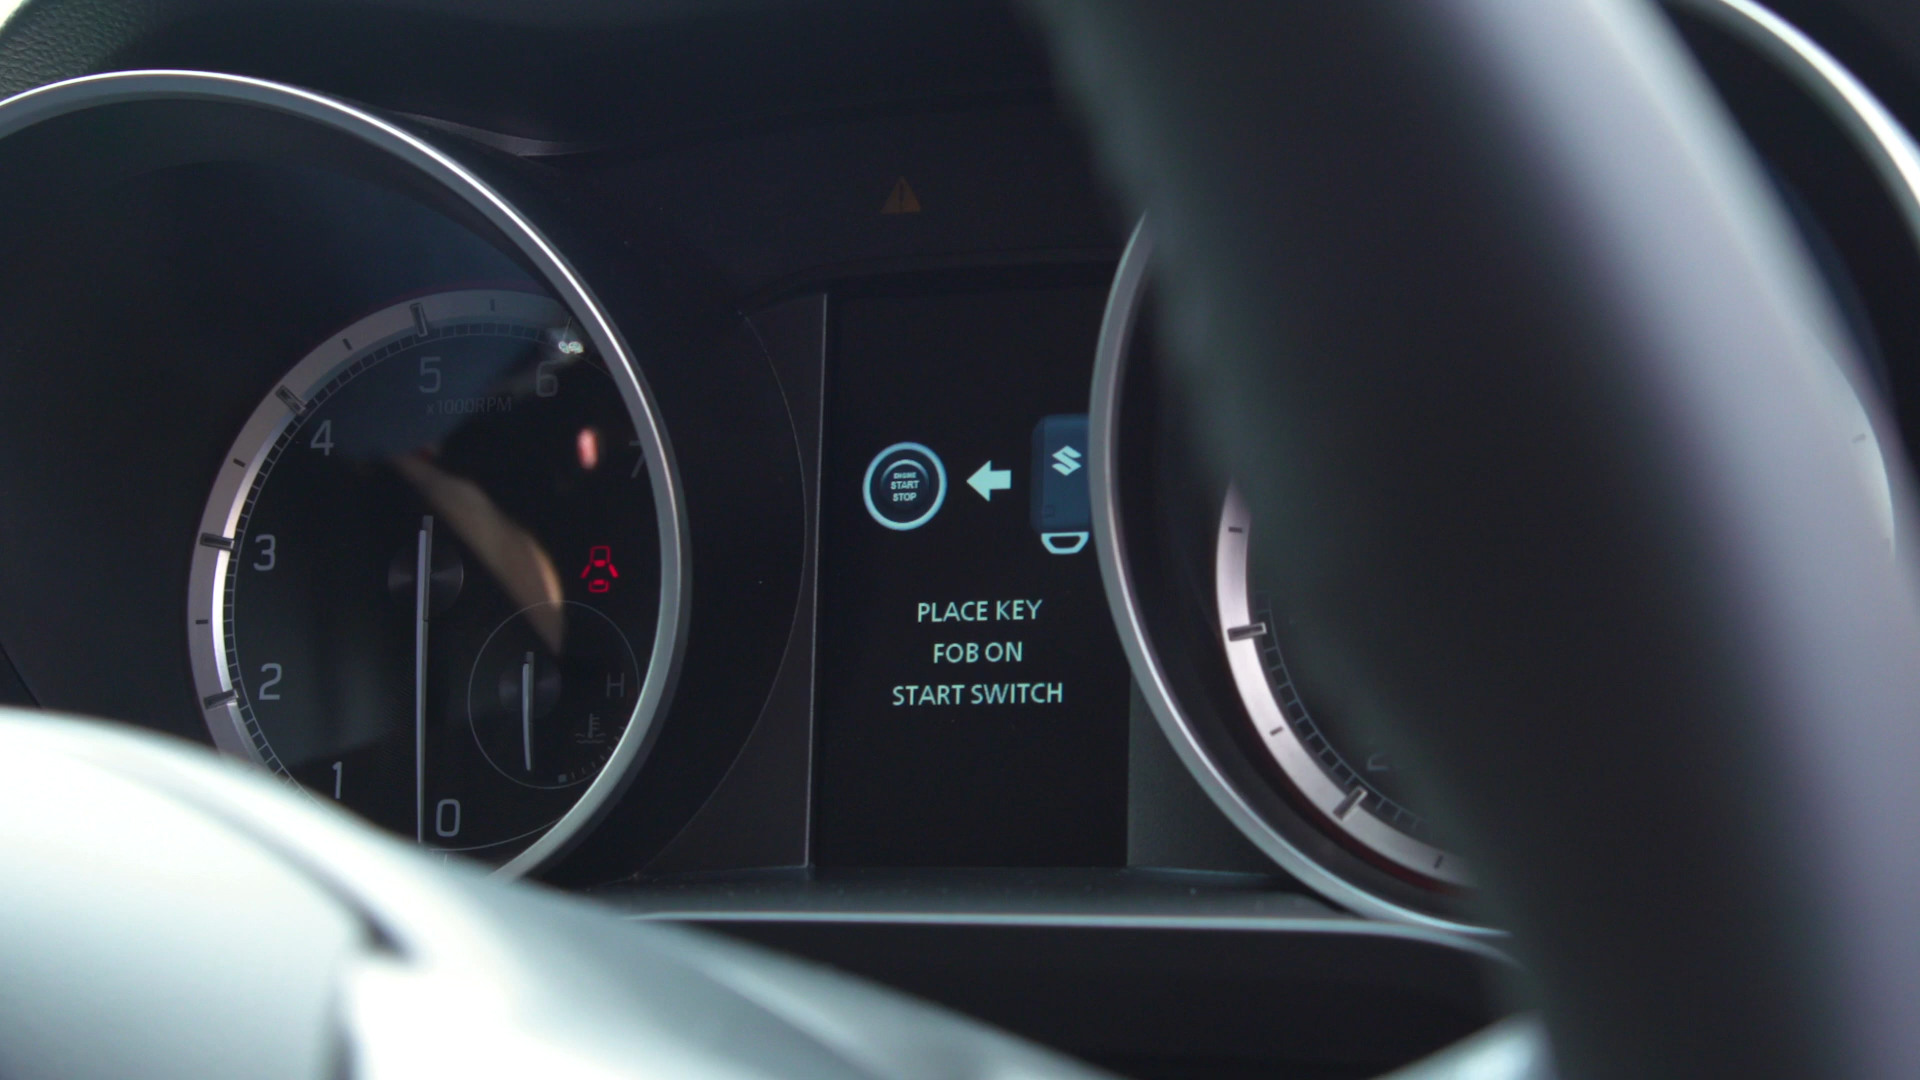 5
6
x1000RPM
4
7
3
2
1
0
H
ENGINE
START
STOP
PLACE KEY
FOB ON
START SWITCH